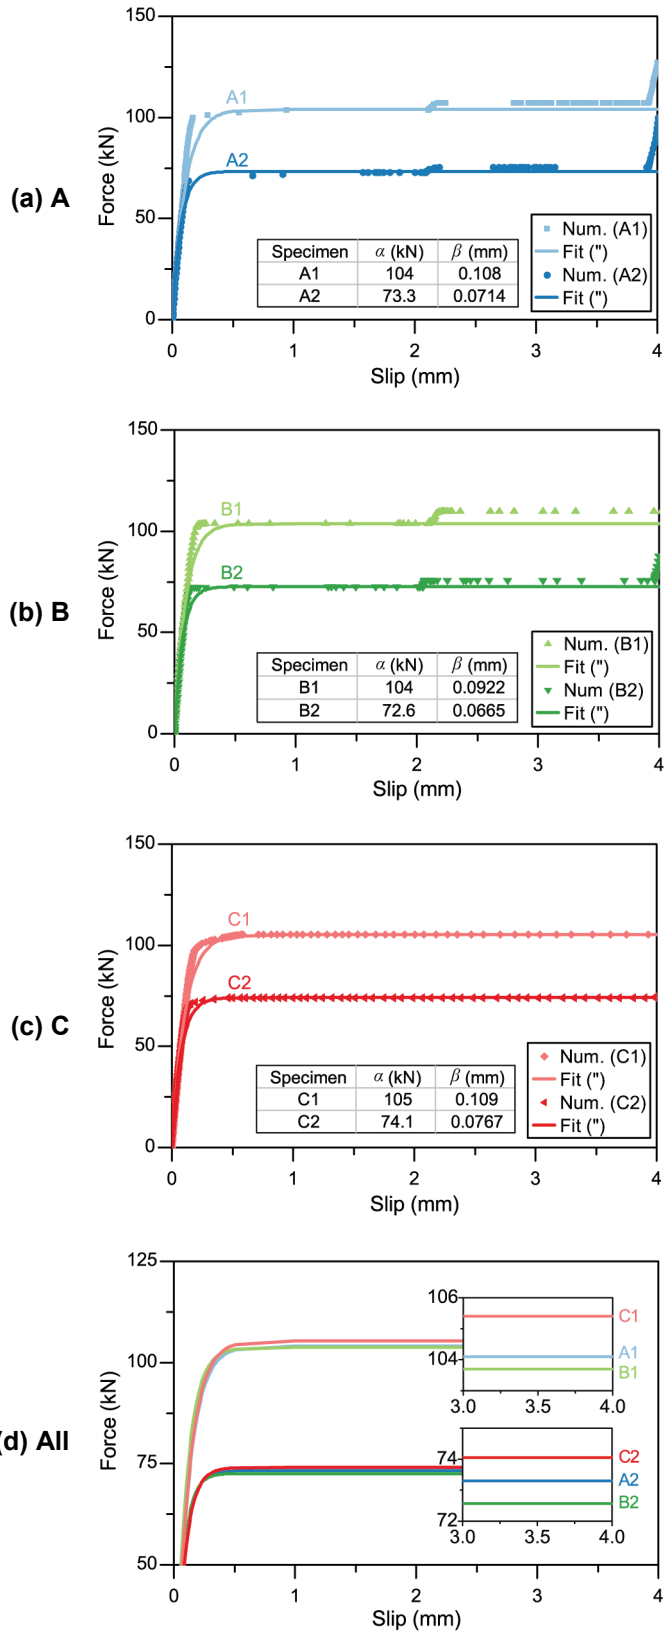 150
100
50
0
Force (kN)
(a) A
A1
A2
Specimen α (kN) β (mm)
A1 104 0.108
A2 73.3 0.0714
Num. (A1)
Fit (")
Num. (A2)
Fit (")
0 1 2 3 4
Slip (mm)
150
100
50
0
Force (kN)
(b) B
B1
B2
Specimen α (kN) β (mm)
B1 104 0.0922
B2 72.6 0.0665
Num. (B1)
Fit (")
Num (B2)
Fit (")
0 1 2 3 4
Slip (mm)
150
100
50
0
Force (kN)
(c) C
C1
C2
Specimen α (kN) β (mm)
C1 105 0.109
C2 74.1 0.0767
Num. (C1)
Fit (")
Num. (C2)
Fit (")
0 1 2 3 4
Slip (mm)
125
100
75
50
Force (kN)
d) All
106
104
C1
A1
B1
3.0 3.5 4.0
74
72
C2
A2
B2
3.0 3.5 4.0
0 1 2 3 4
Slip (mm)